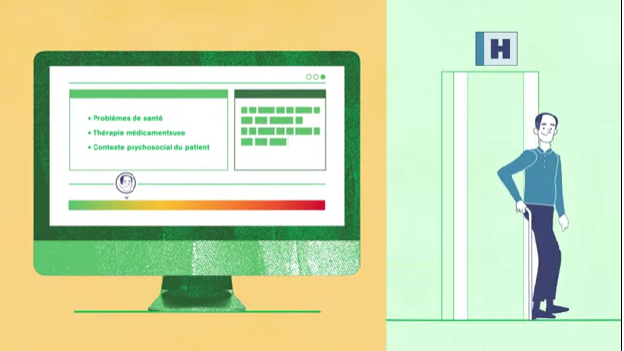 • Problèmes de santé
• Thérapie médicamenteuse
• Contexte psychosocial du patient
H